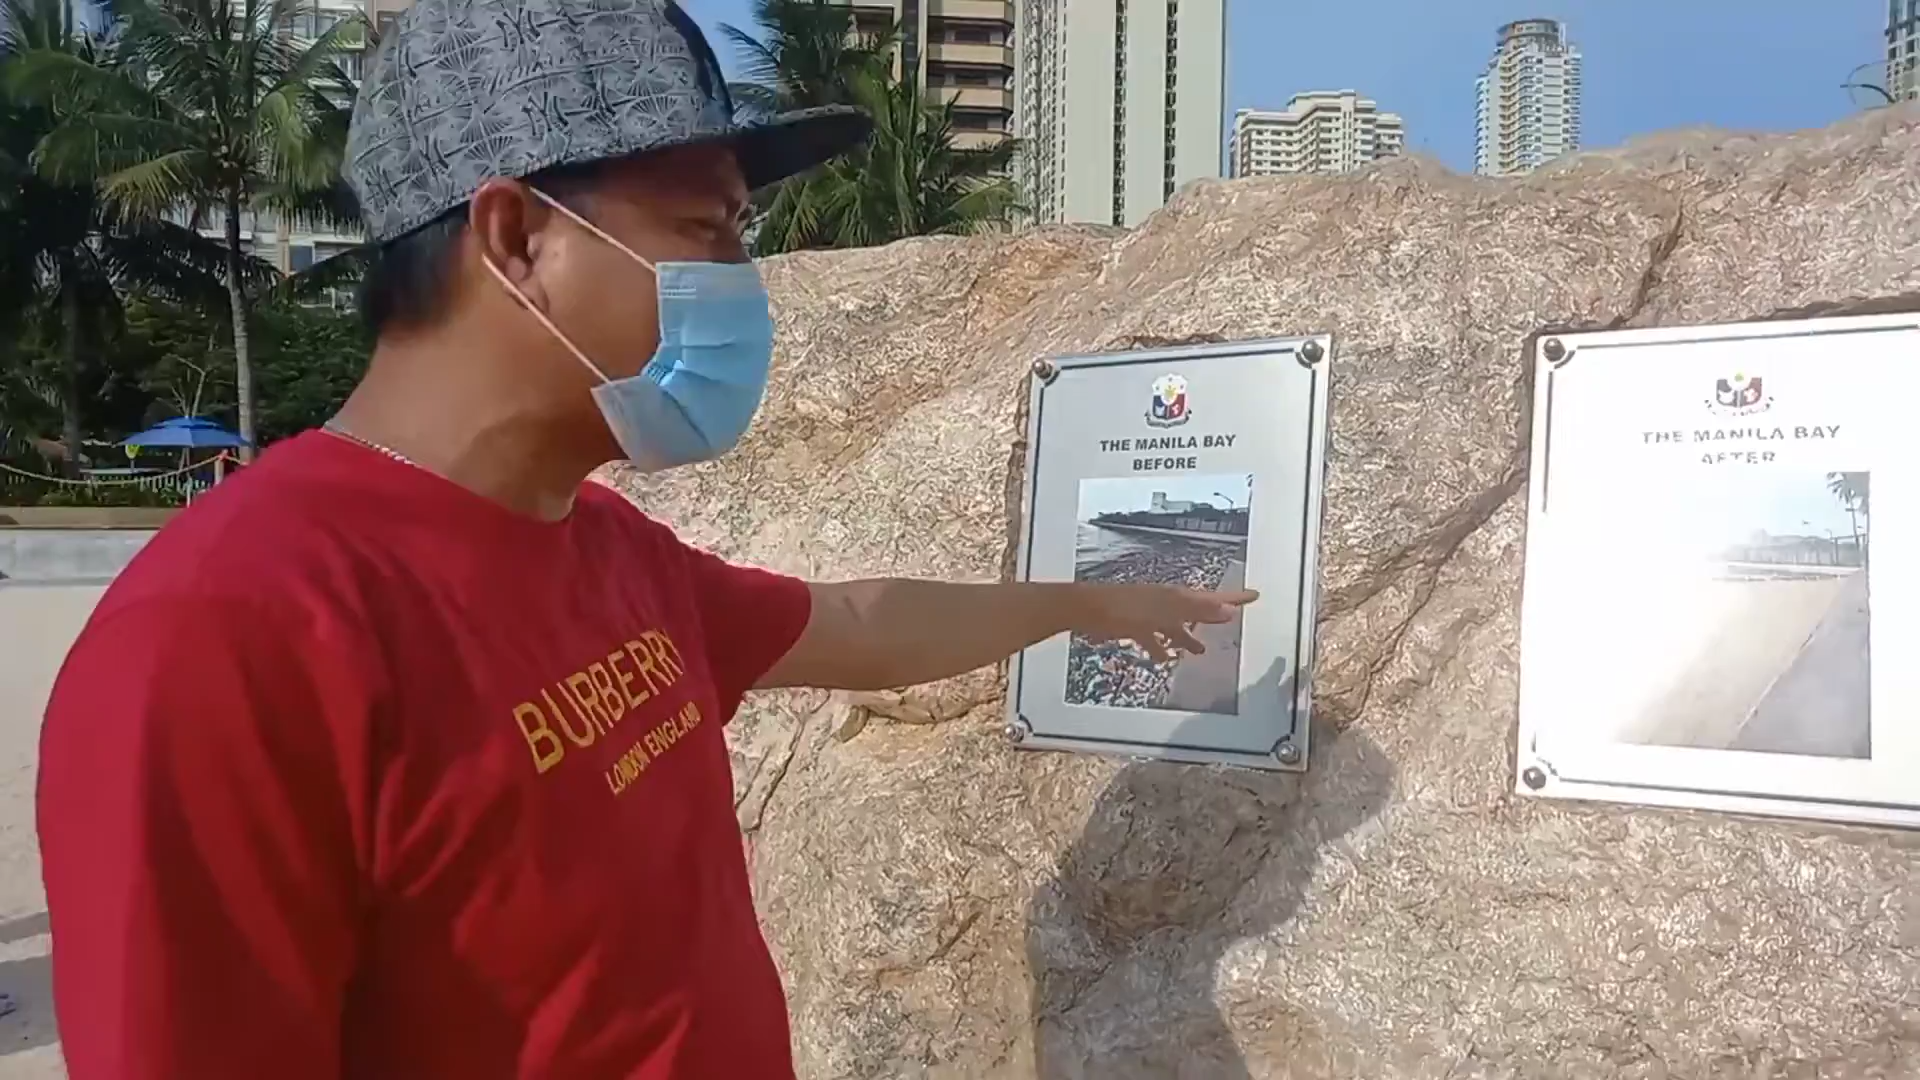 BURBERRY
LONDON ENGLAND
THE MANILA BAY
BEFORE
THE MANILA BAY
AFTER